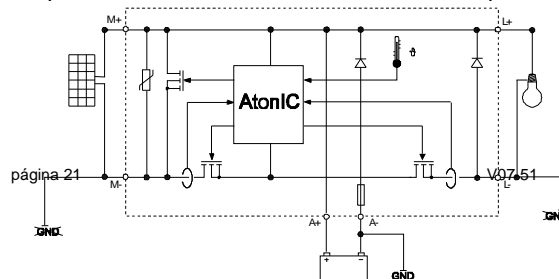 M+
L+
ϑ
AtonIC
página 21
M-
V07.51
L-
GND
GND
A+
A-
+ -
GND